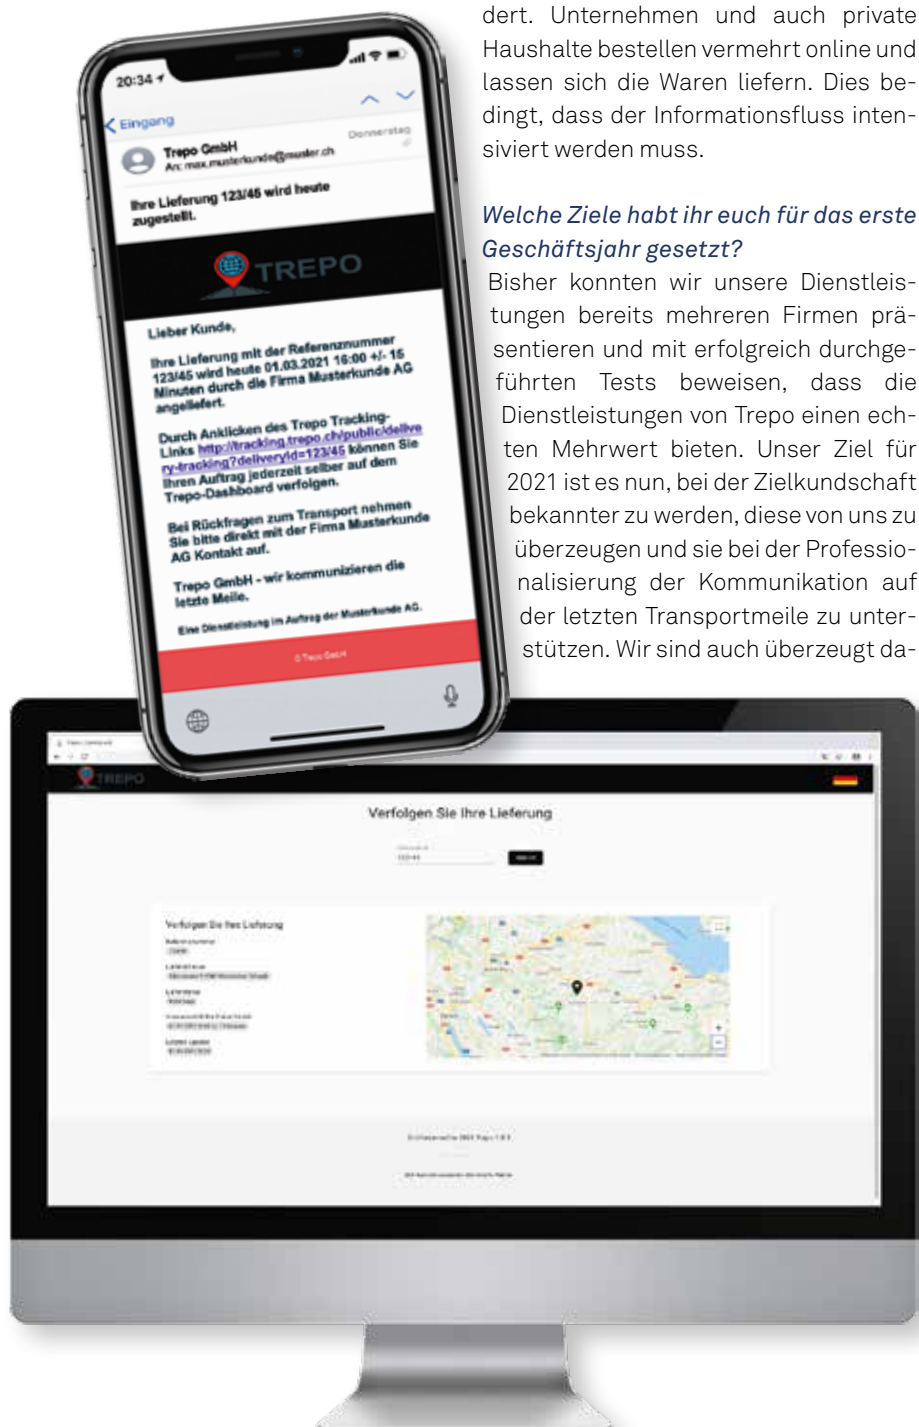 dert. Unternehmen und auch private
Haushalte bestellen vermehrt online und
lassen sich die Waren liefern. Dies be-
dingt, dass der Informationsfluss inten-
siviert werden muss.
Welche Ziele habt ihr euch für das erste
Geschäftsjahr gesetzt?
Bisher konnten wir unsere Dienstleis-
tungen bereits mehreren Firmen prä-
sentieren und mit erfolgreich durchge-
führten Tests beweisen, dass die
Dienstleistungen von Trepo einen ech-
ten Mehrwert bieten. Unser Ziel für
2021 ist es nun, bei der Zielkundschaft
bekannter zu werden, diese von uns zu
überzeugen und sie bei der Professio-
nalisierung der Kommunikation auf
der letzten Transportmeile zu unter-
stützen. Wir sind auch überzeugt da-
20:34
Eingang
Trepo GmbH
Donnerstag
An: max.musterkunde@muster.ch
Ihre Lieferung 123/45 wird heute
zugestellt.
TREPO
Lieber Kunde,
Ihre Lieferung mit der Referenznummer
123/45 wird heute 01.03.2021 16:00 +/- 15
Minuten durch die Firma Musterkunde AG
angeliefert.
Durch Anklicken des Trepo Tracking-
Links http://tracking.trepo.ch/public/delive
ry-tracking?deliveryId=123/45 können Sie
Ihren Auftrag jederzeit selber auf dem
Trepo-Dashboard verfolgen.
Bei Rückfragen zum Transport nehmen
Sie bitte direkt mit der Firma Musterkunde
AG Kontakt auf.
Trepo GmbH - wir kommunizieren die
letzte Meile.
Eine Dienstleistung im Auftrag der Musterkunde AG.
© Trepo GmbH
TREPO
Verfolgen Sie Ihre Lieferung
123/45
Verfolgen Sie Ihre Lieferung